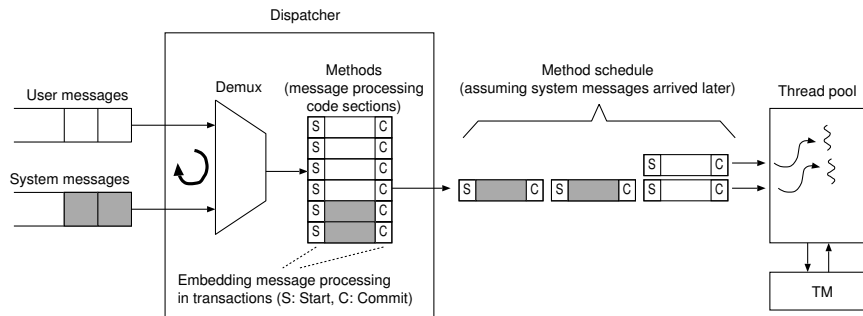 Dispatcher
User messages
System messages
Demux
Methods
(message processing
code sections)
S C
S C
S C
S C
S C
S C
Embedding message processing
in transactions (S: Start, C: Commit)
Method schedule
(assuming system messages arrived later)
S C
S C S C S C
Thread pool
TM